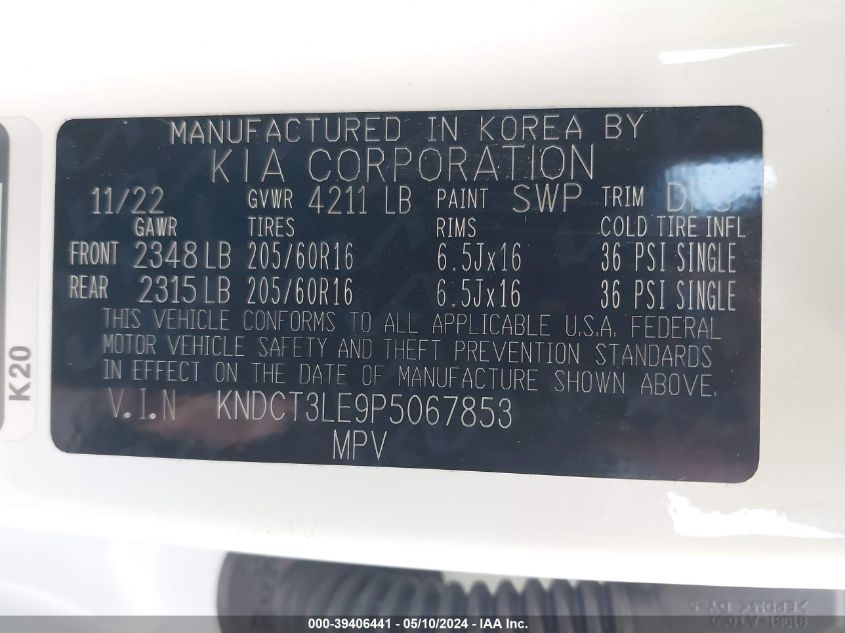 MANUFACTURED IN KOREA BY
KIA CORPORATION
11/22 GVWR 4211 LB PAINT SWP TRIM
GAWR TIRES RIMS COLD TIRE INFL
FRONT 2348 LB 205/60R16 6.5Jx16 36 PSI SINGLE
REAR 2315 LB 205/60R16 6.5Jx16 36 PSI SINGLE
THIS VEHICLE CONFORMS TO ALL APPLICABLE U.S.A. FEDERAL
MOTOR VEHICLE SAFETY AND THEFT PREVENTION STANDARDS
IN EFFECT ON THE DATE OF MANUFACTURE SHOWN ABOVE.
V.I.N KNDCT3LE9P5067853
MPV
K20
000-39406441 - 05/10/2024 - IAA Inc.